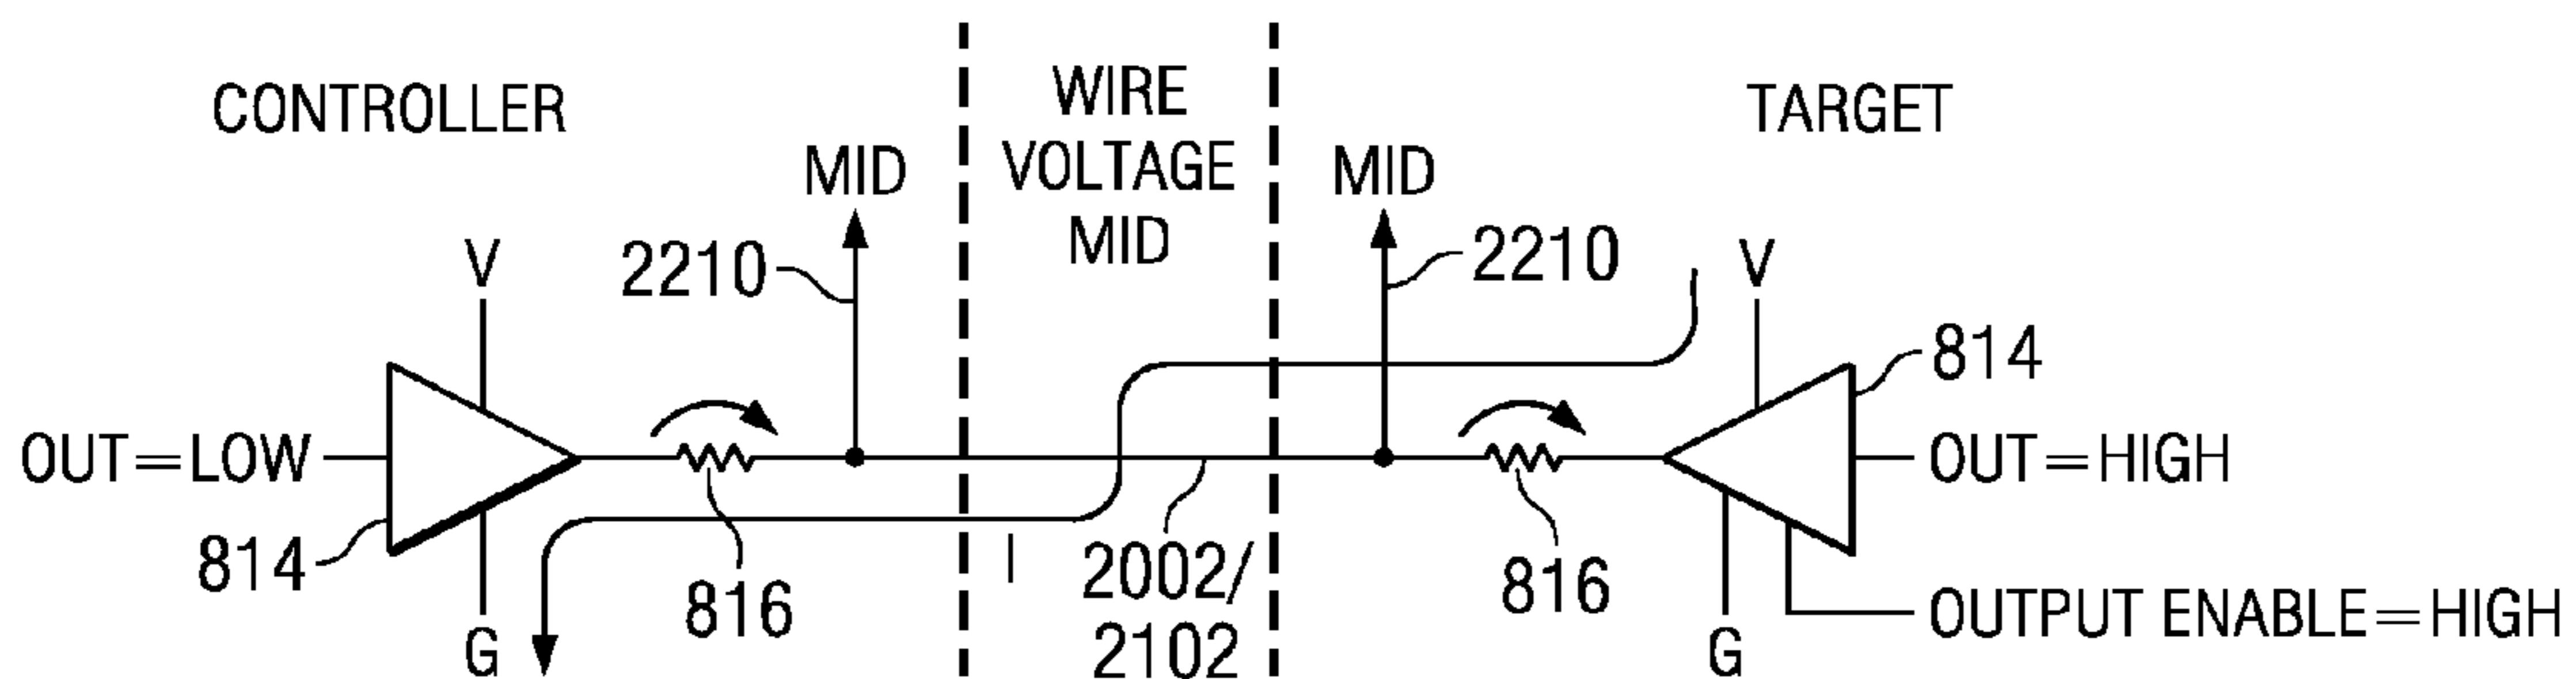 CONTROLLER
WIRE
VOLTAGE
MID
TARGET
MID
MID
V
2210
2210
V
814
OUT=LOW
OUT=HIGH
814
816
I
2002/
2102
816
OUTPUT ENABLE=HIGH
G
G